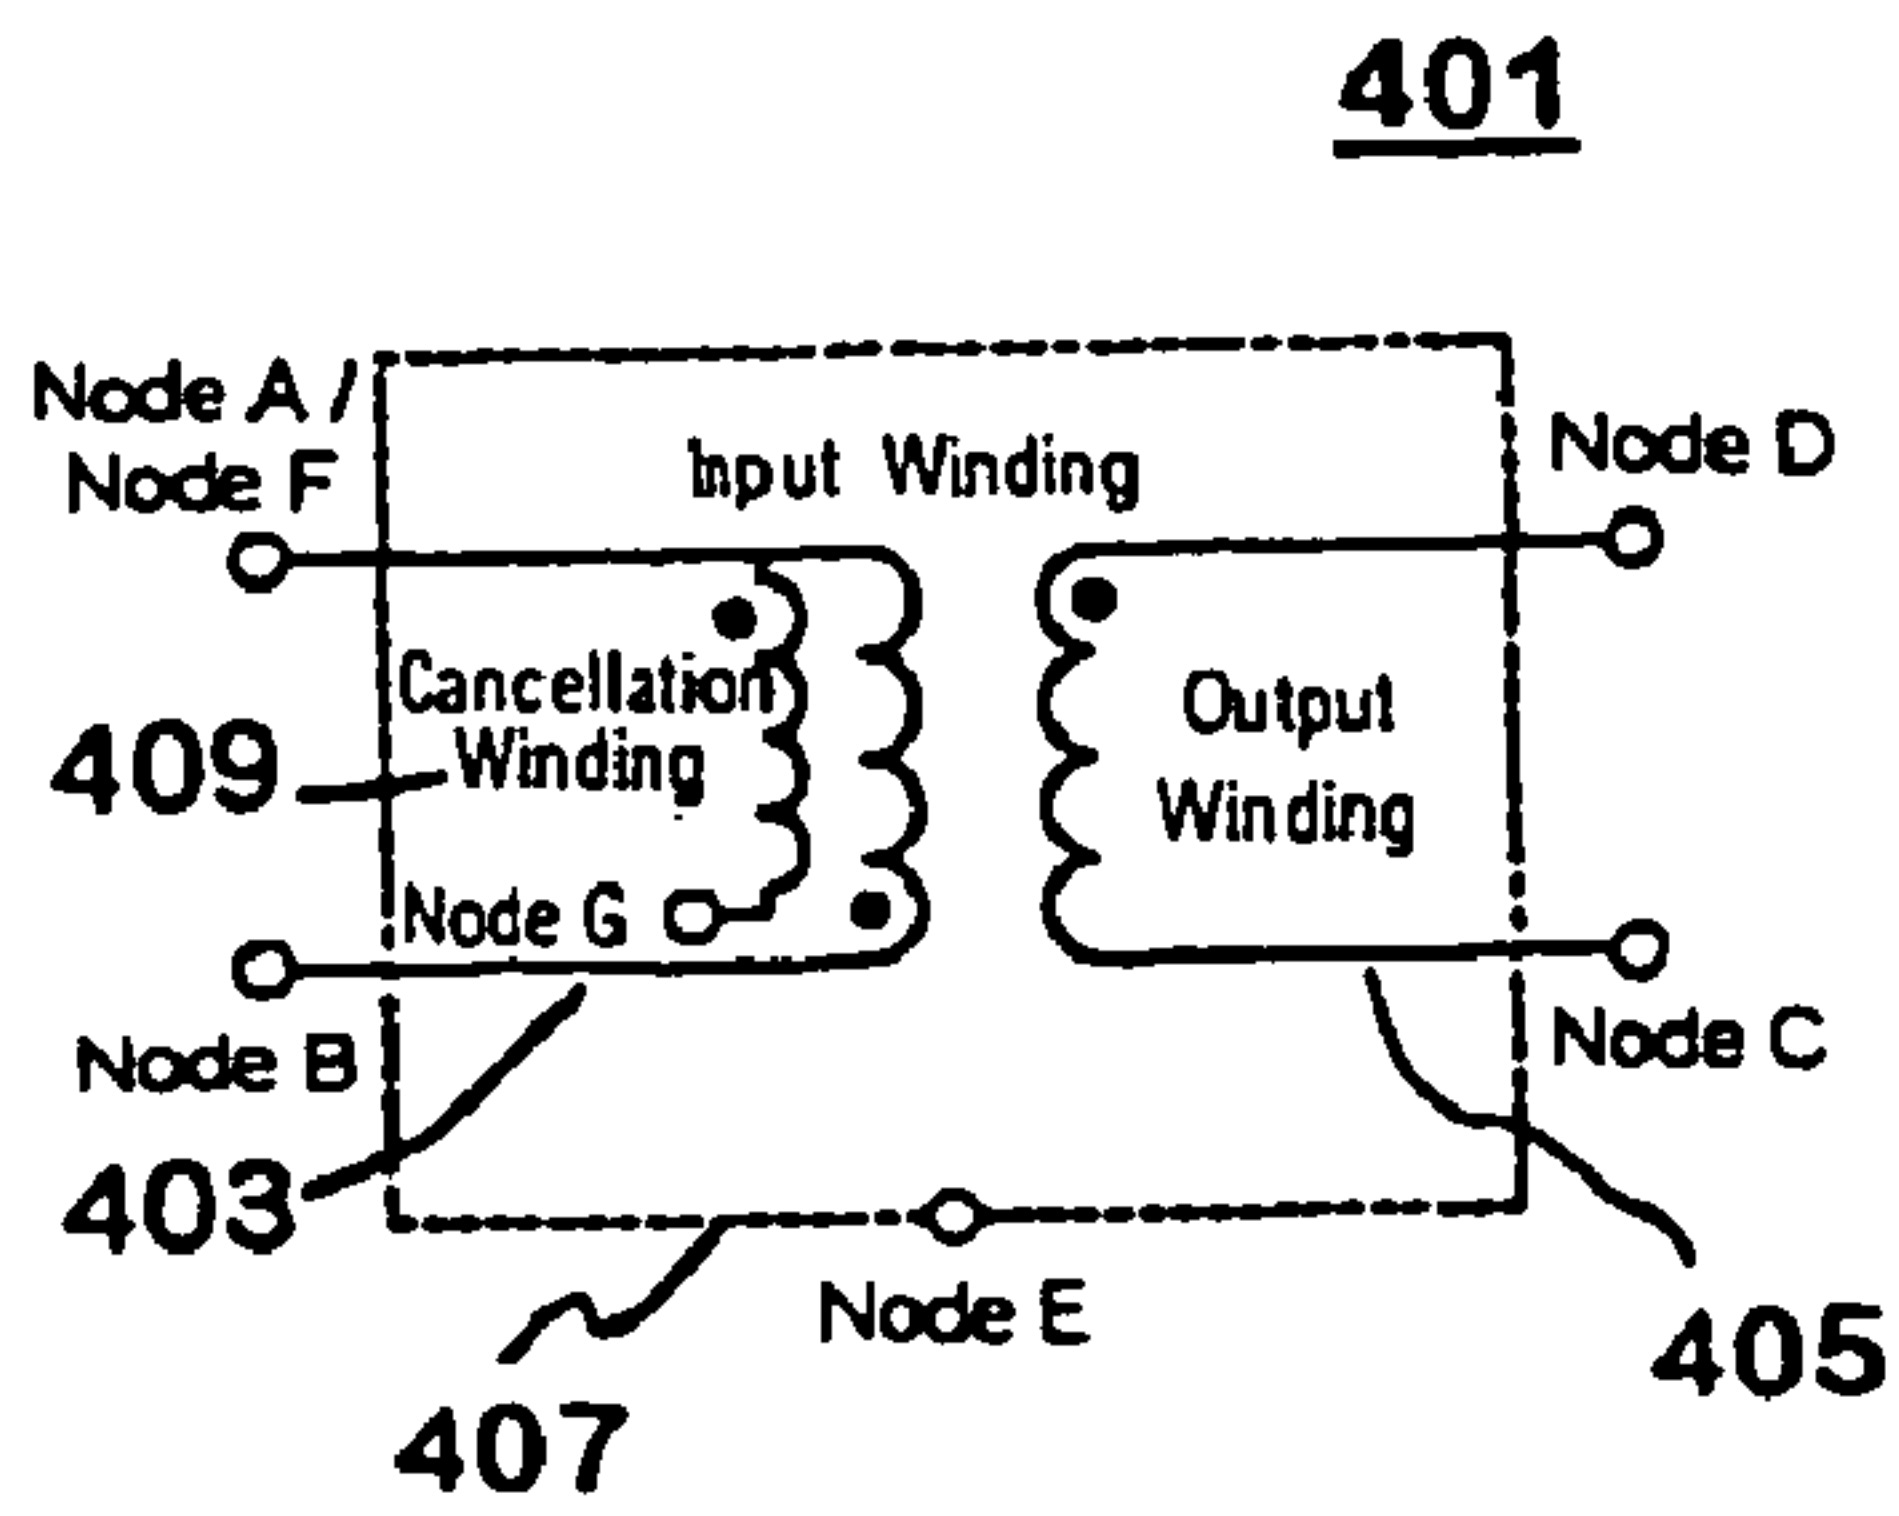 401
Node A /
Node F
Input Winding
Node D
Cancellation
Winding
409
Output
Winding
Node G
Node B
Node C
403
Node E
405
407